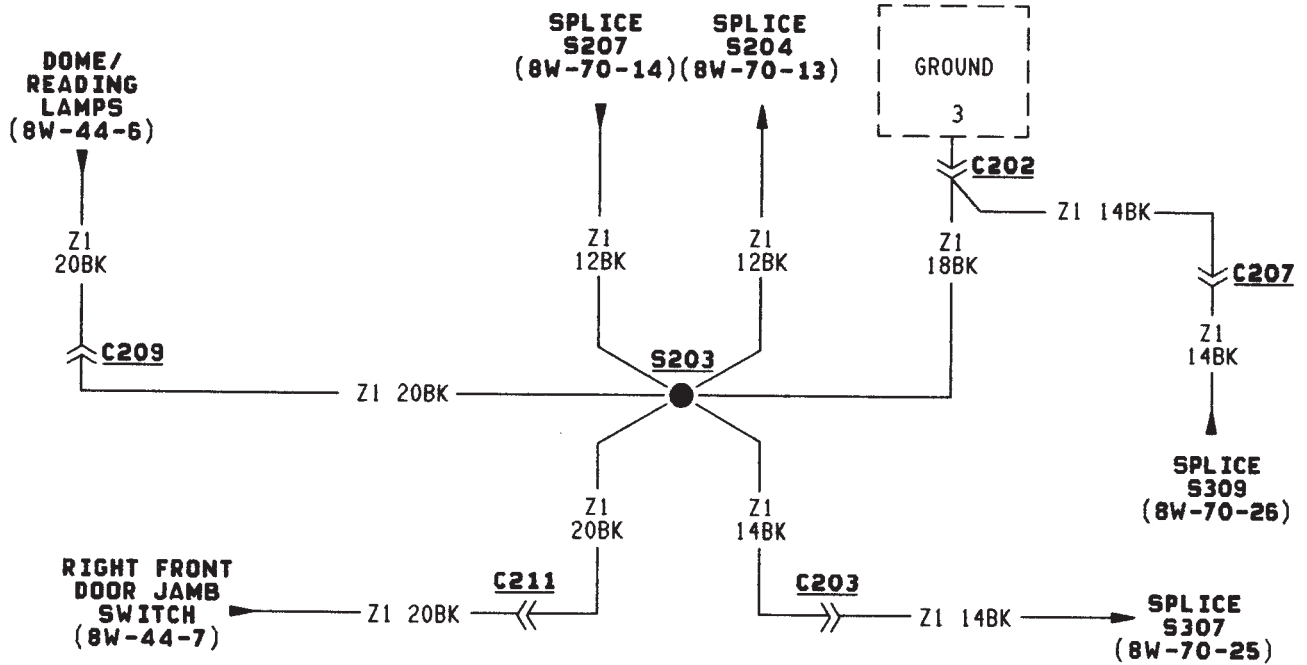 DOME/
READING
LAMPS
(8W-44-6)
SPLICE
S207
(8W-70-14)
SPLICE
S204
(8W-70-13)
GROUND
3
C202
Z1 14BK
Z1
20BK
Z1
12BK
Z1
12BK
Z1
18BK
C207
Z1
14BK
C209
S203
Z1 20BK
SPLICE
S309
(8W-70-26)
Z1
20BK
Z1
14BK
RIGHT FRONT
DOOR JAMB
SWITCH
(8W-44-7)
C211
Z1 20BK
C203
Z1 14BK
SPLICE
S307
(8W-70-25)